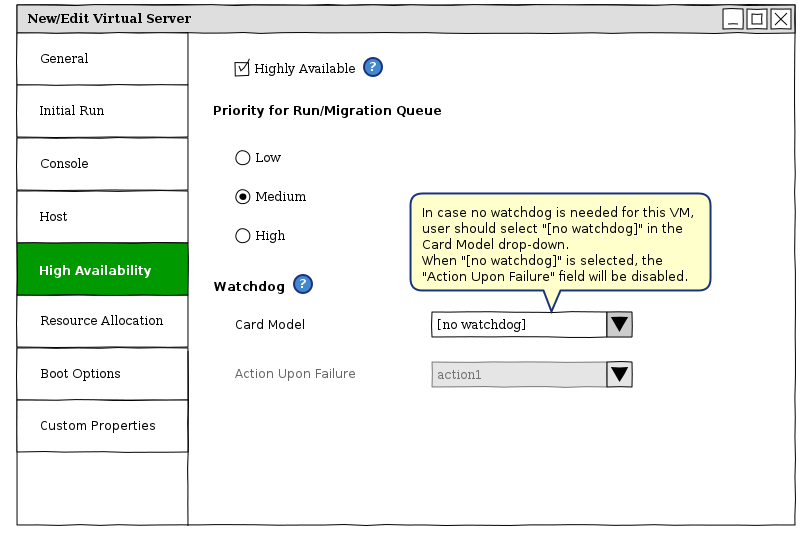 New/Edit Virtual Server
General
Initial Run
Console
Host
High Availability
Resource Allocation
Boot Options
Custom Properties
Highly Available ?
Priority for Run/Migration Queue
Low
Medium
High
In case no watchdog is needed for this VM,
user should select "[no watchdog]" in the
Card Model drop-down.
When "[no watchdog]" is selected, the
"Action Upon Failure" field will be disabled.
Watchdog ?
Card Model
[no watchdog]
Action Upon Failure
action1